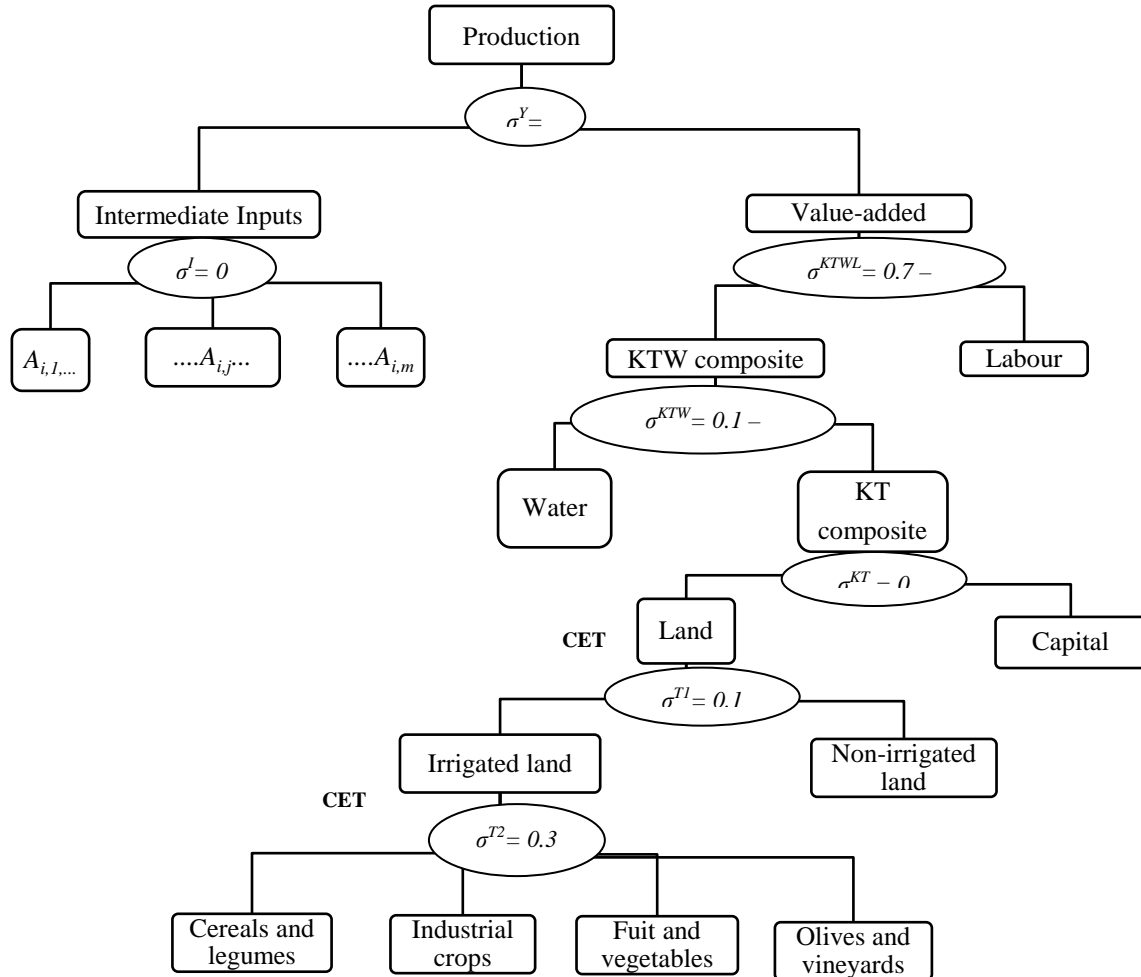 Production
σ^Y=
Intermediate Inputs
Value-added
σ^I= 0
σ^KTWL= 0.7 –
A_i,1,...
....A_i,j...
....A_i,m
KTW composite
Labour
σ^KTW= 0.1 –
Water
KT
composite
σ^KT = 0
Land
Capital
CET
σ^T1= 0.1
Irrigated land
Non-irrigated
land
CET
σ^T2= 0.3
Cereals and
legumes
Industrial
crops
Fuit and
vegetables
Olives and
vineyards